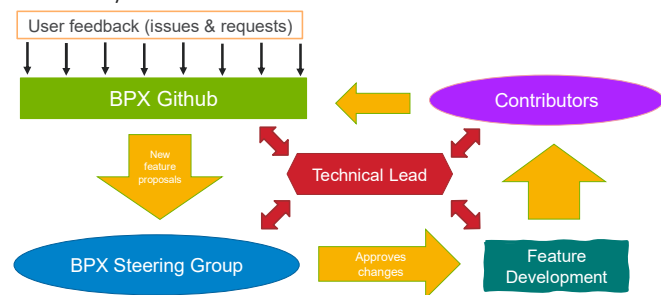 User feedback (issues & requests)
BPX Github
Contributors
New
feature
proposals
Technical Lead
BPX Steering Group
Approves
changes
Feature
Development